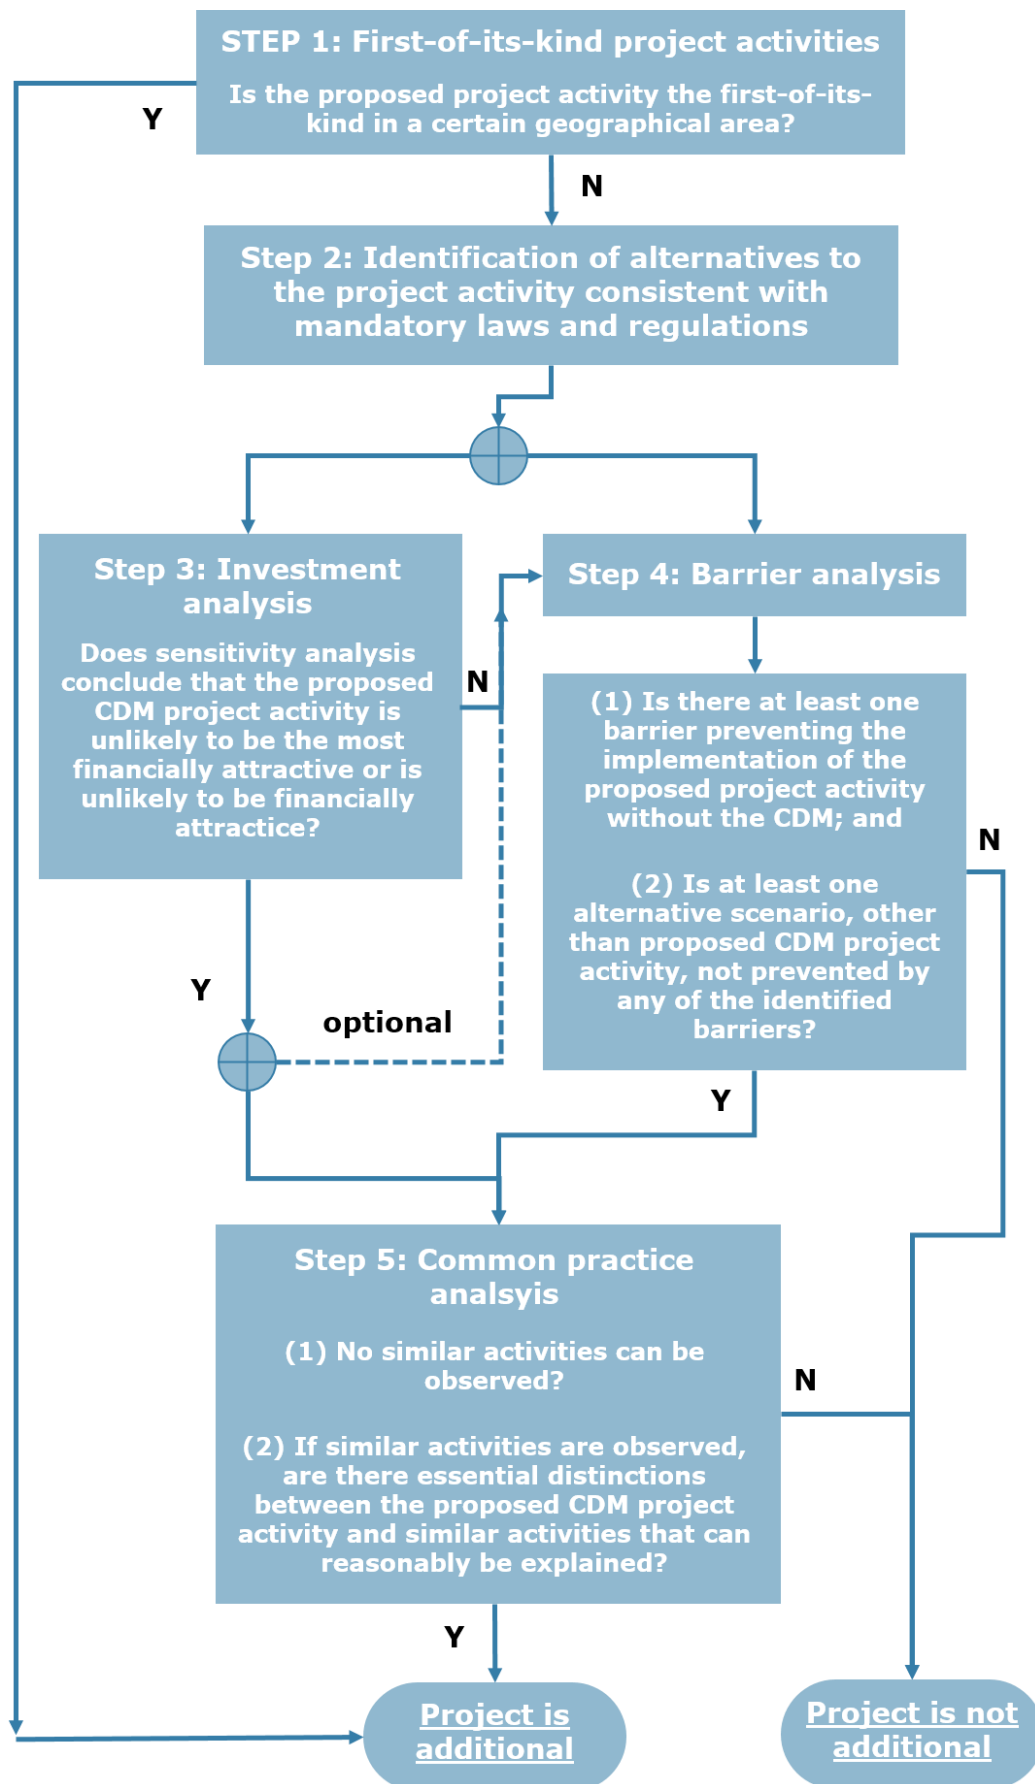 STEP 1: First-of-its-kind project activities
Is the proposed project activity the first-of-its-
kind in a certain geographical area?
Y
N
Step 2: Identification of alternatives to
the project activity consistent with
mandatory laws and regulations
Step 3: Investment
analysis
Does sensitivity analysis
conclude that the proposed
CDM project activity is
unlikely to be the most
financially attractive or is
unlikely to be financially
attractice?
N
Y
optional
Step 4: Barrier analysis
(1) Is there at least one
barrier preventing the
implementation of the
proposed project activity
without the CDM; and
(2) Is at least one
alternative scenario, other
than proposed CDM project
activity, not prevented by
any of the identified
barriers?
N
Y
Step 5: Common practice
analsyis
(1) No similar activities can be
observed?
(2) If similar activities are observed,
are there essential distinctions
between the proposed CDM project
activity and similar activities that can
reasonably be explained?
N
Y
Project is
additional
Project is not
additional